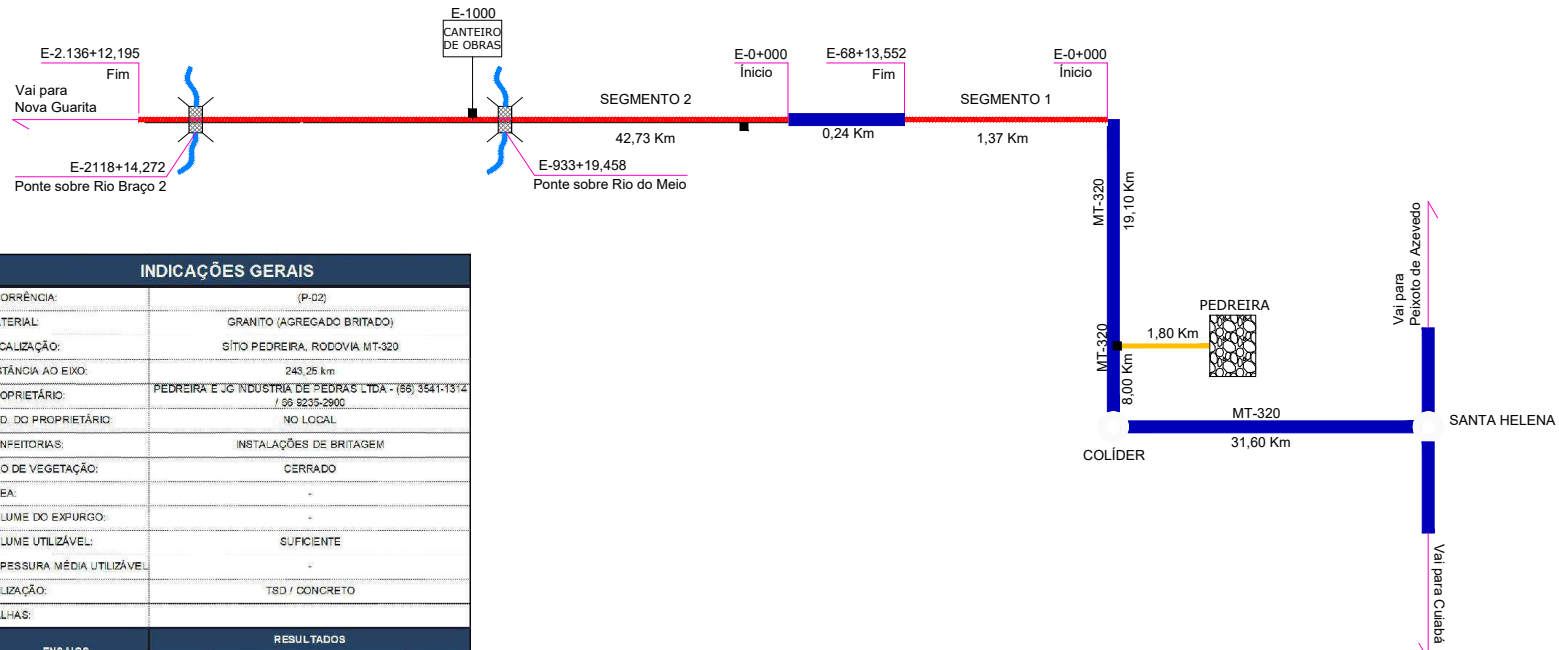 E-1000
CANTEIRO
DE OBRAS
E-2.136+12,195
Fim
Vai para
Nova Guarita
E-0+000
Ínicio
E-68+13,552
Fim
E-0+000
Ínicio
SEGMENTO 2
SEGMENTO 1
42,73 Km
0,24 Km
1,37 Km
E-2118+14,272
Ponte sobre Rio Braço 2
E-933+19,458
Ponte sobre Rio do Meio
MT-320
19,10 Km
Vai para
Peixoto de Azevedo
PEDREIRA
1,80 Km
MT-320
8,00 Km
MT-320
31,60 Km
SANTA HELENA
COLÍDER
Vai para Cuiabá
INDICAÇÕES GERAIS
ORRÊNCIA: (P-02)
TERIAL: GRANITO (AGREGADO BRITADO)
CALIZAÇÃO: SÍTIO PEDREIRA, RODOVIA MT-320
STÂNCIA AO EIXO: 243,25 km
OPRIETÁRIO: PEDREIRA E JG INDUSTRIA DE PEDRAS LTDA - (66) 3541-1314
/ 66 9235-2900
D. DO PROPRIETÁRIO: NO LOCAL
NFEITORIAS: INSTALAÇÕES DE BRITAGEM
O DE VEGETAÇÃO: CERRADO
EA: -
LUME DO EXPURGO: -
LUME UTILIZÁVEL: SUFICIENTE
PESSURA MÉDIA UTILIZÁVEL -
LIZAÇÃO: TSD / CONCRETO
ALHAS:
RESULTADOS